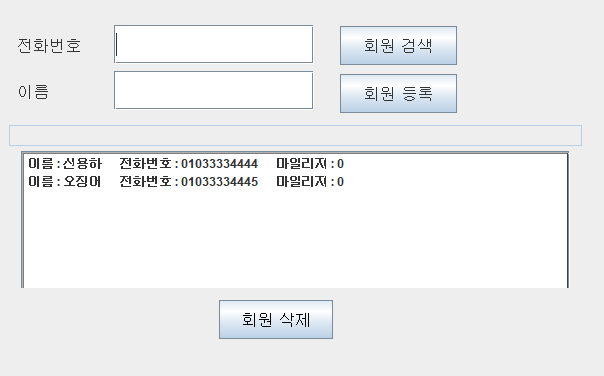 전화번호 회원 검색
이름 회원 등록
이름 : 신용하 전화번호 : 01033334444 마일리지 : 0
이름 : 오징어 전화번호 : 01033334445 마일리지 : 0
회원 삭제